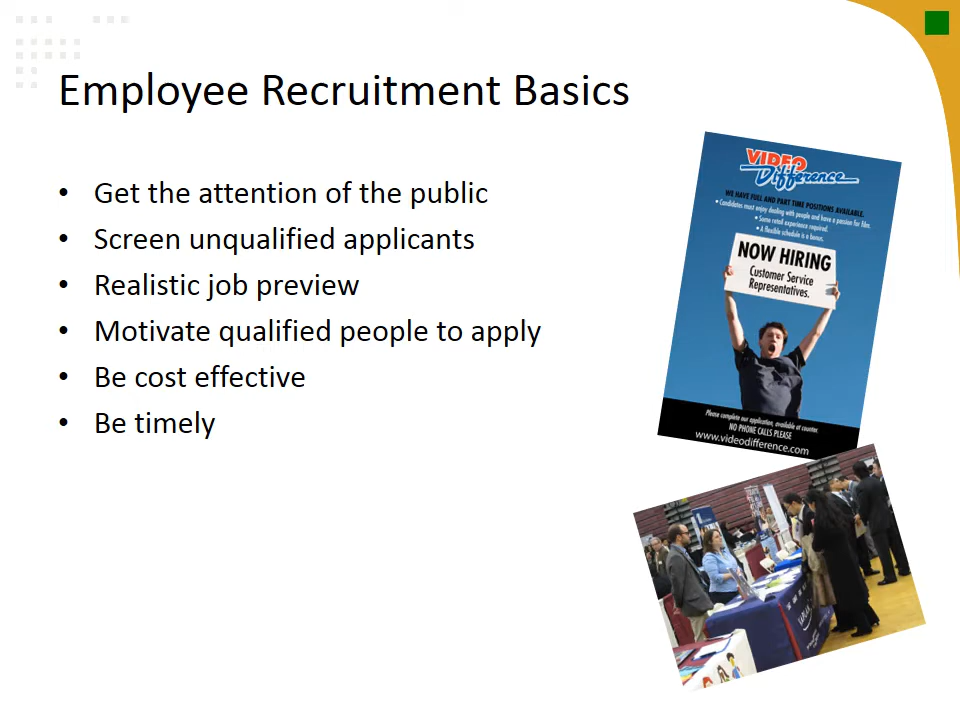 Employee Recruitment Basics
• Get the attention of the public
• Screen unqualified applicants
• Realistic job preview
• Motivate qualified people to apply
• Be cost effective
• Be timely
VIDEO
Difference
WE HAVE FULL AND PART TIME POSITIONS AVAILABLE.
• Candidates must enjoy dealing with people and have a passion for film.
• Some retail experience required.
• A flexible schedule is a bonus.
NOW HIRING
Customer Service
Representatives.
Please complete our application, available at counter.
NO PHONE CALLS PLEASE
www.videodifference.com